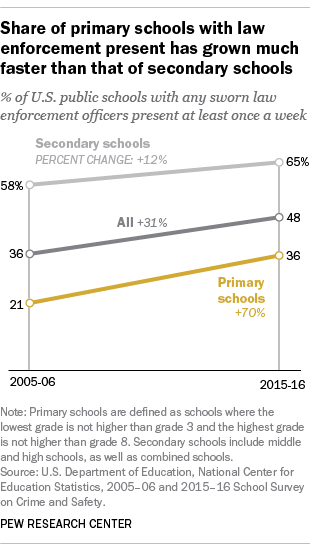 Share of primary schools with law
enforcement present has grown much
faster than that of secondary schools
% of U.S. public schools with any sworn law
enforcement officers present at least once a week
Secondary schools
PERCENT CHANGE: +12%
65%
58%
All +31%
48
36
36
Primary
schools
+70%
21
2005-06
2015-16
Note: Primary schools are defined as schools where the
lowest grade is not higher than grade 3 and the highest grade
is not higher than grade 8. Secondary schools include middle
and high schools, as well as combined schools.
Source: U.S. Department of Education, National Center for
Education Statistics, 2005–06 and 2015–16 School Survey
on Crime and Safety.
PEW RESEARCH CENTER